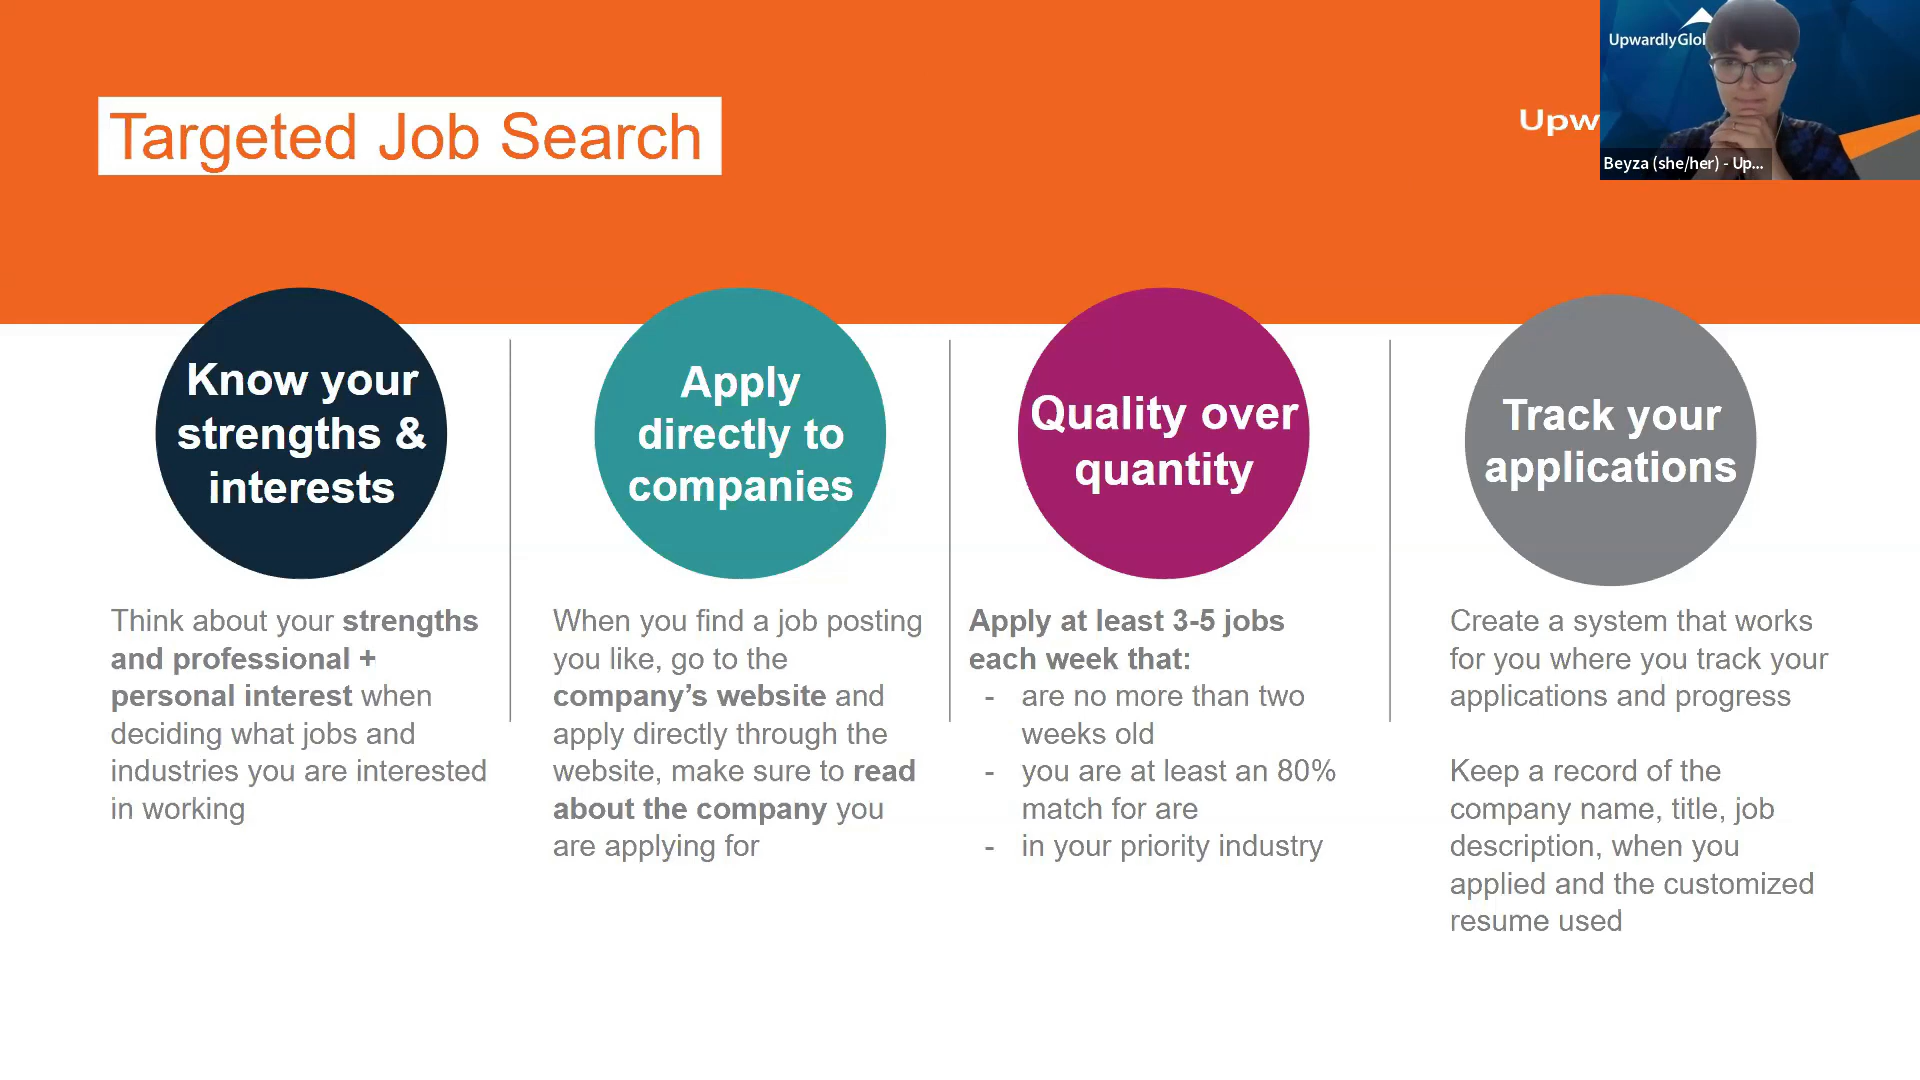 Targeted Job Search
Upw
UpwardlyGlo
Beyza (she/her) - Up...
Know your
strengths &
interests
Think about your strengths
and professional +
personal interest when
deciding what jobs and
industries you are interested
in working
Apply
directly to
companies
When you find a job posting
you like, go to the
company’s website and
apply directly through the
website, make sure to read
about the company you
are applying for
Quality over
quantity
Apply at least 3-5 jobs
each week that:
- are no more than two
weeks old
- you are at least an 80%
match for are
- in your priority industry
Track your
applications
Create a system that works
for you where you track your
applications and progress
Keep a record of the
company name, title, job
description, when you
applied and the customized
resume used